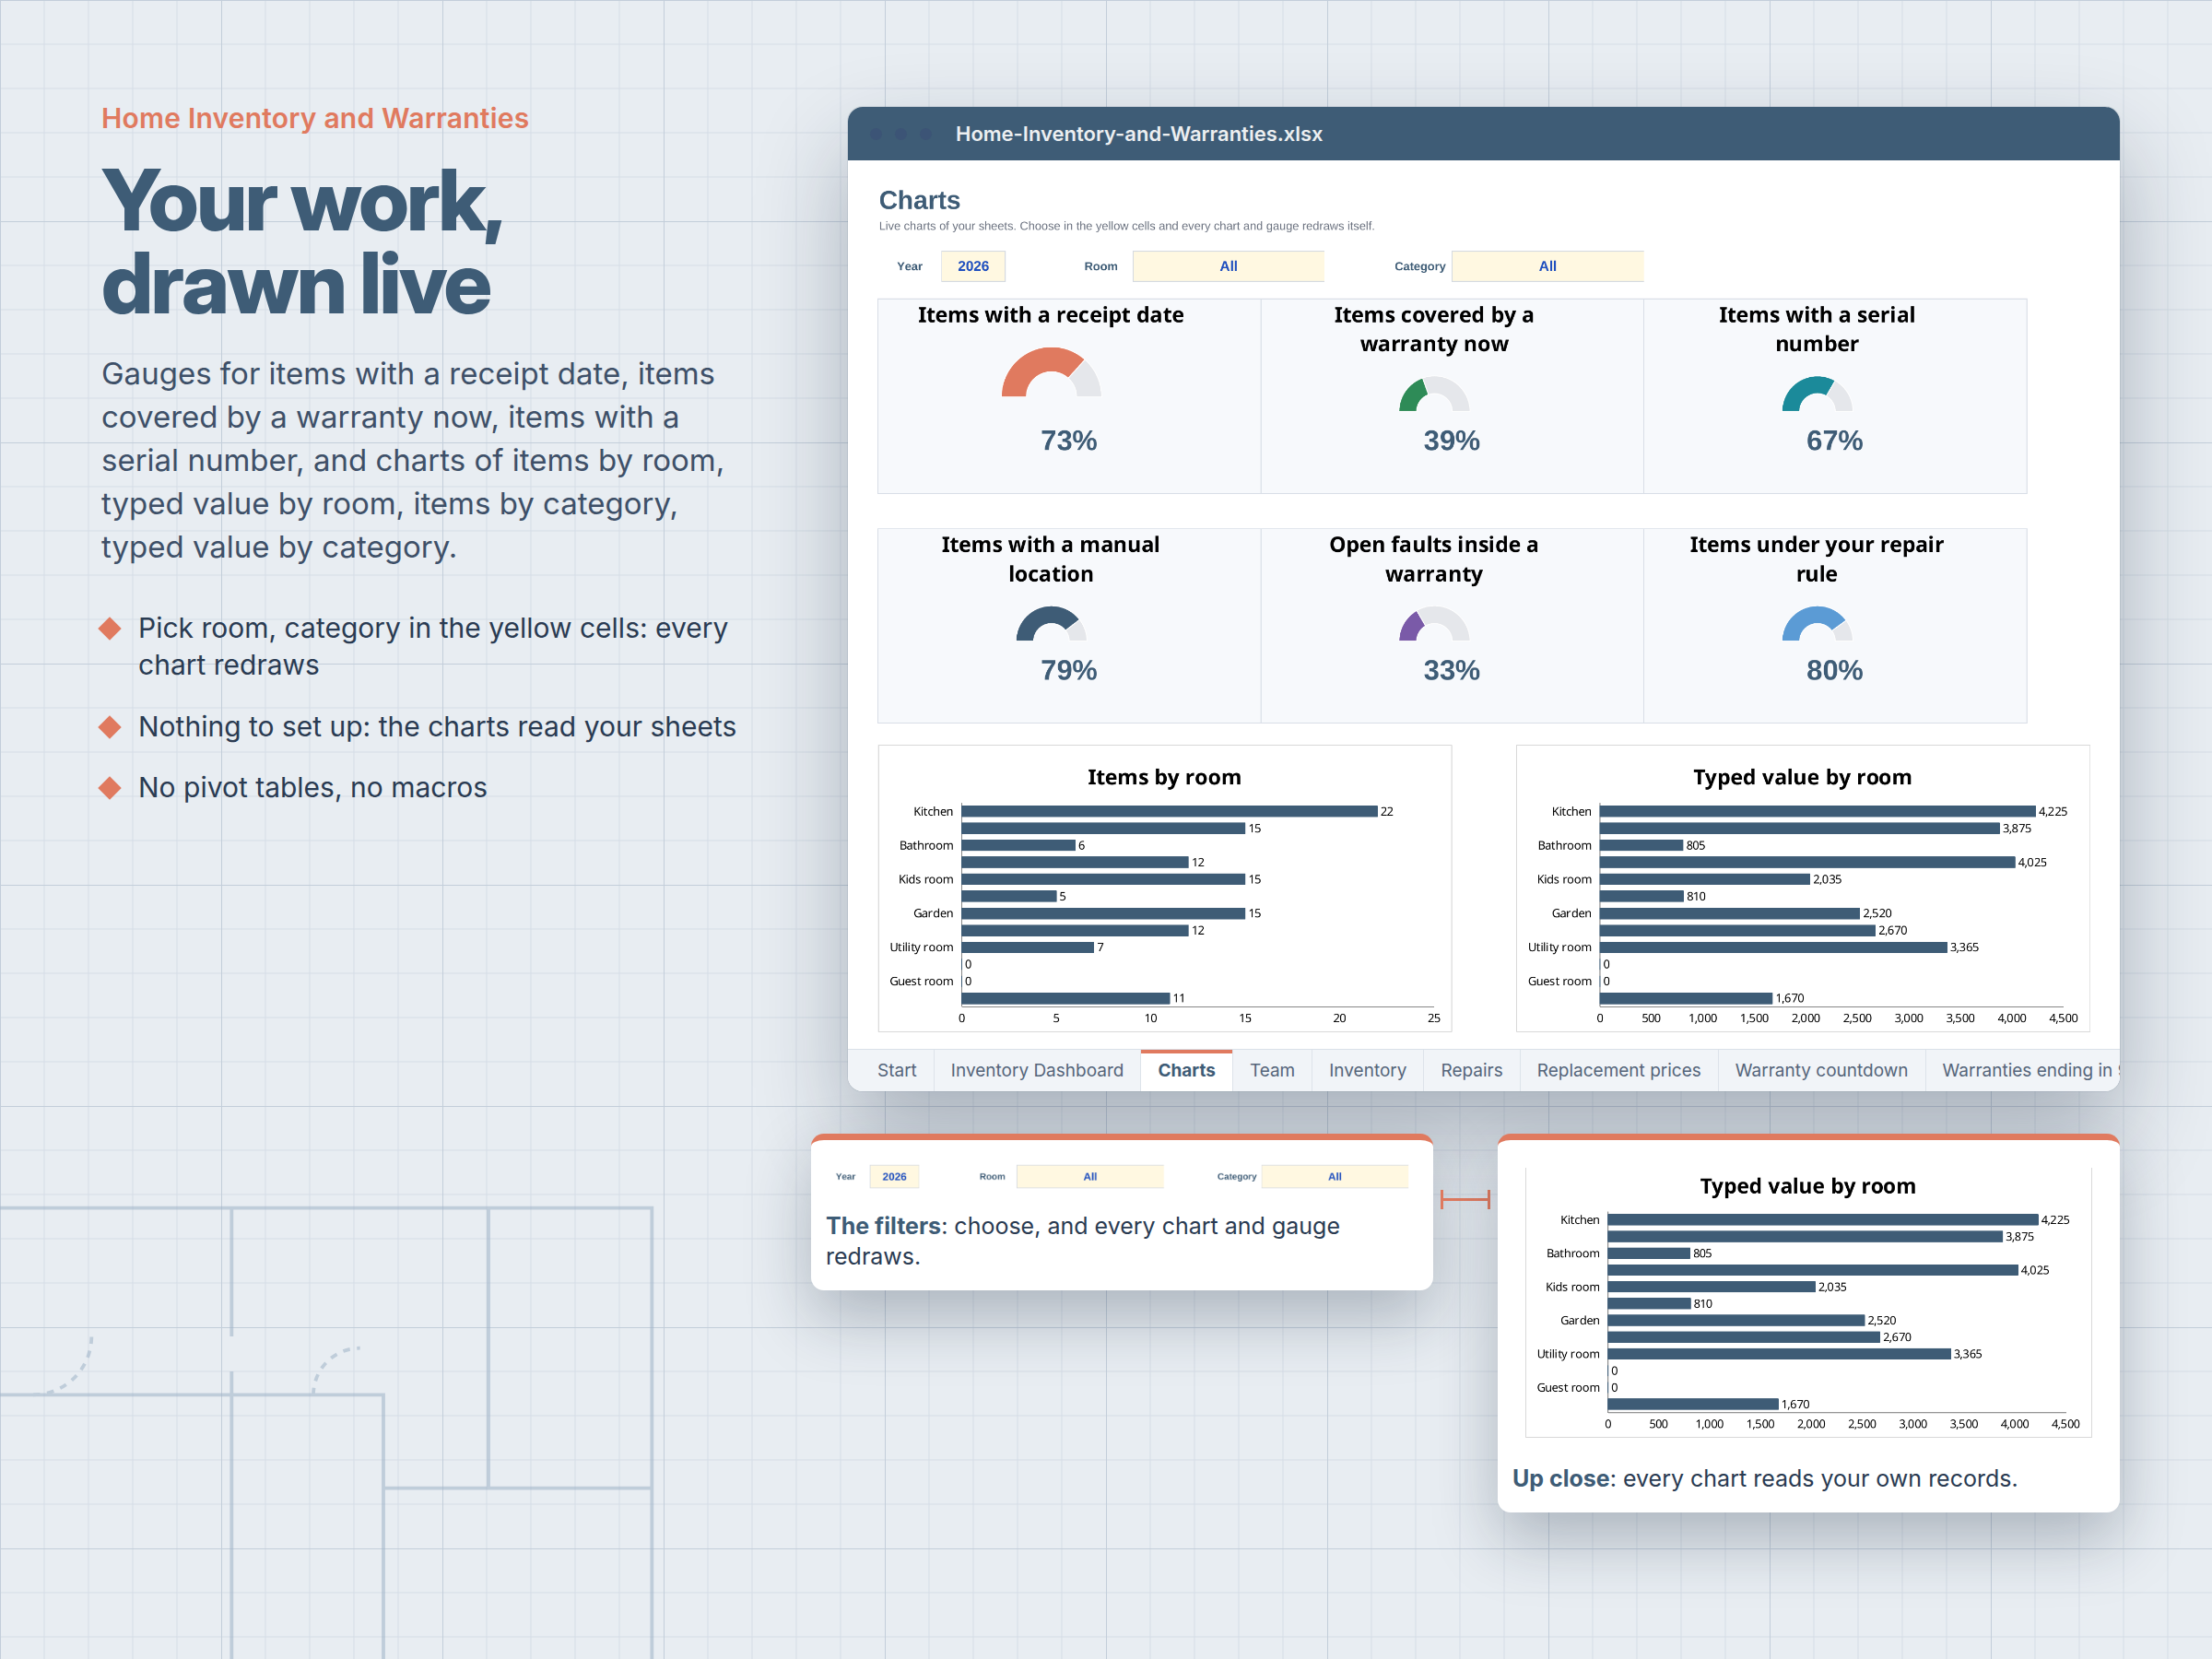 Home Inventory and Warranties
Your work,
drawn live
Gauges for items with a receipt date, items
covered by a warranty now, items with a
serial number, and charts of items by room,
typed value by room, items by category,
typed value by category.
Pick room, category in the yellow cells: every
chart redraws
Nothing to set up: the charts read your sheets
No pivot tables, no macros
Home-Inventory-and-Warranties.xlsx
Charts
Live charts of your sheets. Choose in the yellow cells and every chart and gauge redraws itself.
Year 2026 Room All Category All
Items with a receipt date
73%
Items covered by a
warranty now
39%
Items with a serial
number
67%
Items with a manual
location
79%
Open faults inside a
warranty
33%
Items under your repair
rule
80%
Items by room
Kitchen 22
15
Bathroom 6
12
Kids room 15
5
Garden 15
12
Utility room 7
0
Guest room 0
11
0 5 10 15 20 25
Typed value by room
Kitchen 4,225
3,875
Bathroom 805
4,025
Kids room 2,035
810
Garden 2,520
2,670
Utility room 3,365
0
Guest room 0
1,670
0 500 1,000 1,500 2,000 2,500 3,000 3,500 4,000 4,500
Start Inventory Dashboard Charts Team Inventory Repairs Replacement prices Warranty countdown Warranties ending in
Year 2026 Room All Category All
The filters: choose, and every chart and gauge
redraws.
Typed value by room
Kitchen 4,225
3,875
Bathroom 805
4,025
Kids room 2,035
810
Garden 2,520
2,670
Utility room 3,365
0
Guest room 0
1,670
0 500 1,000 1,500 2,000 2,500 3,000 3,500 4,000 4,500
Up close: every chart reads your own records.